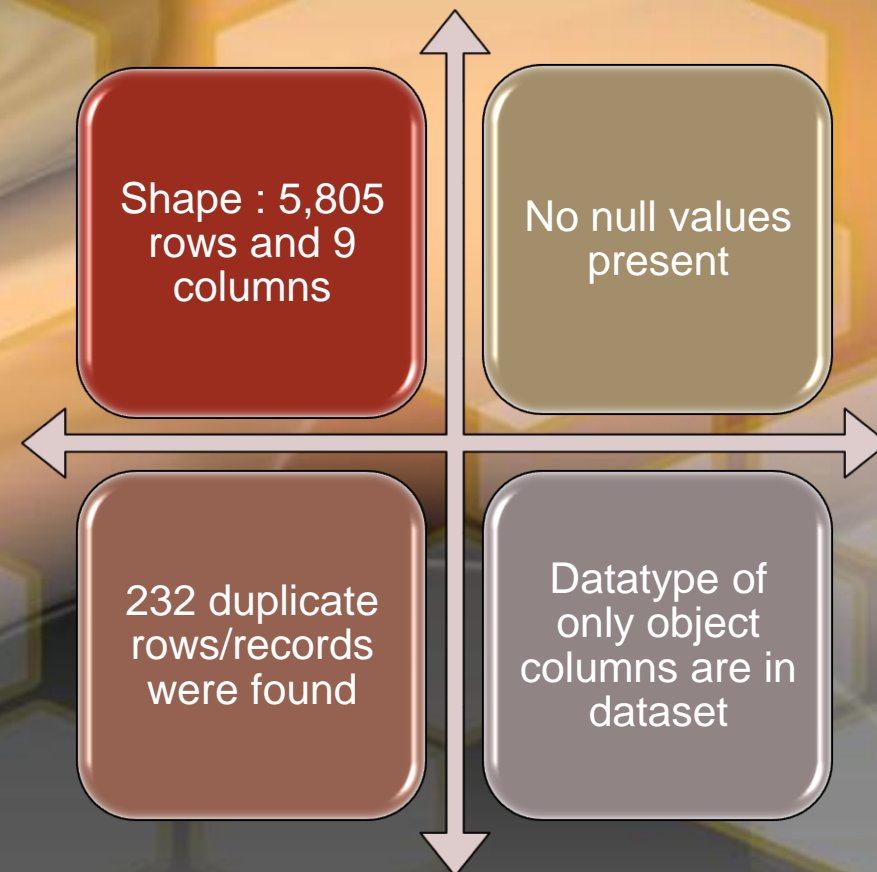 Shape : 5,805
rows and 9
columns
No null values
present
232 duplicate
rows/records
were found
Datatype of
only object
columns are in
dataset